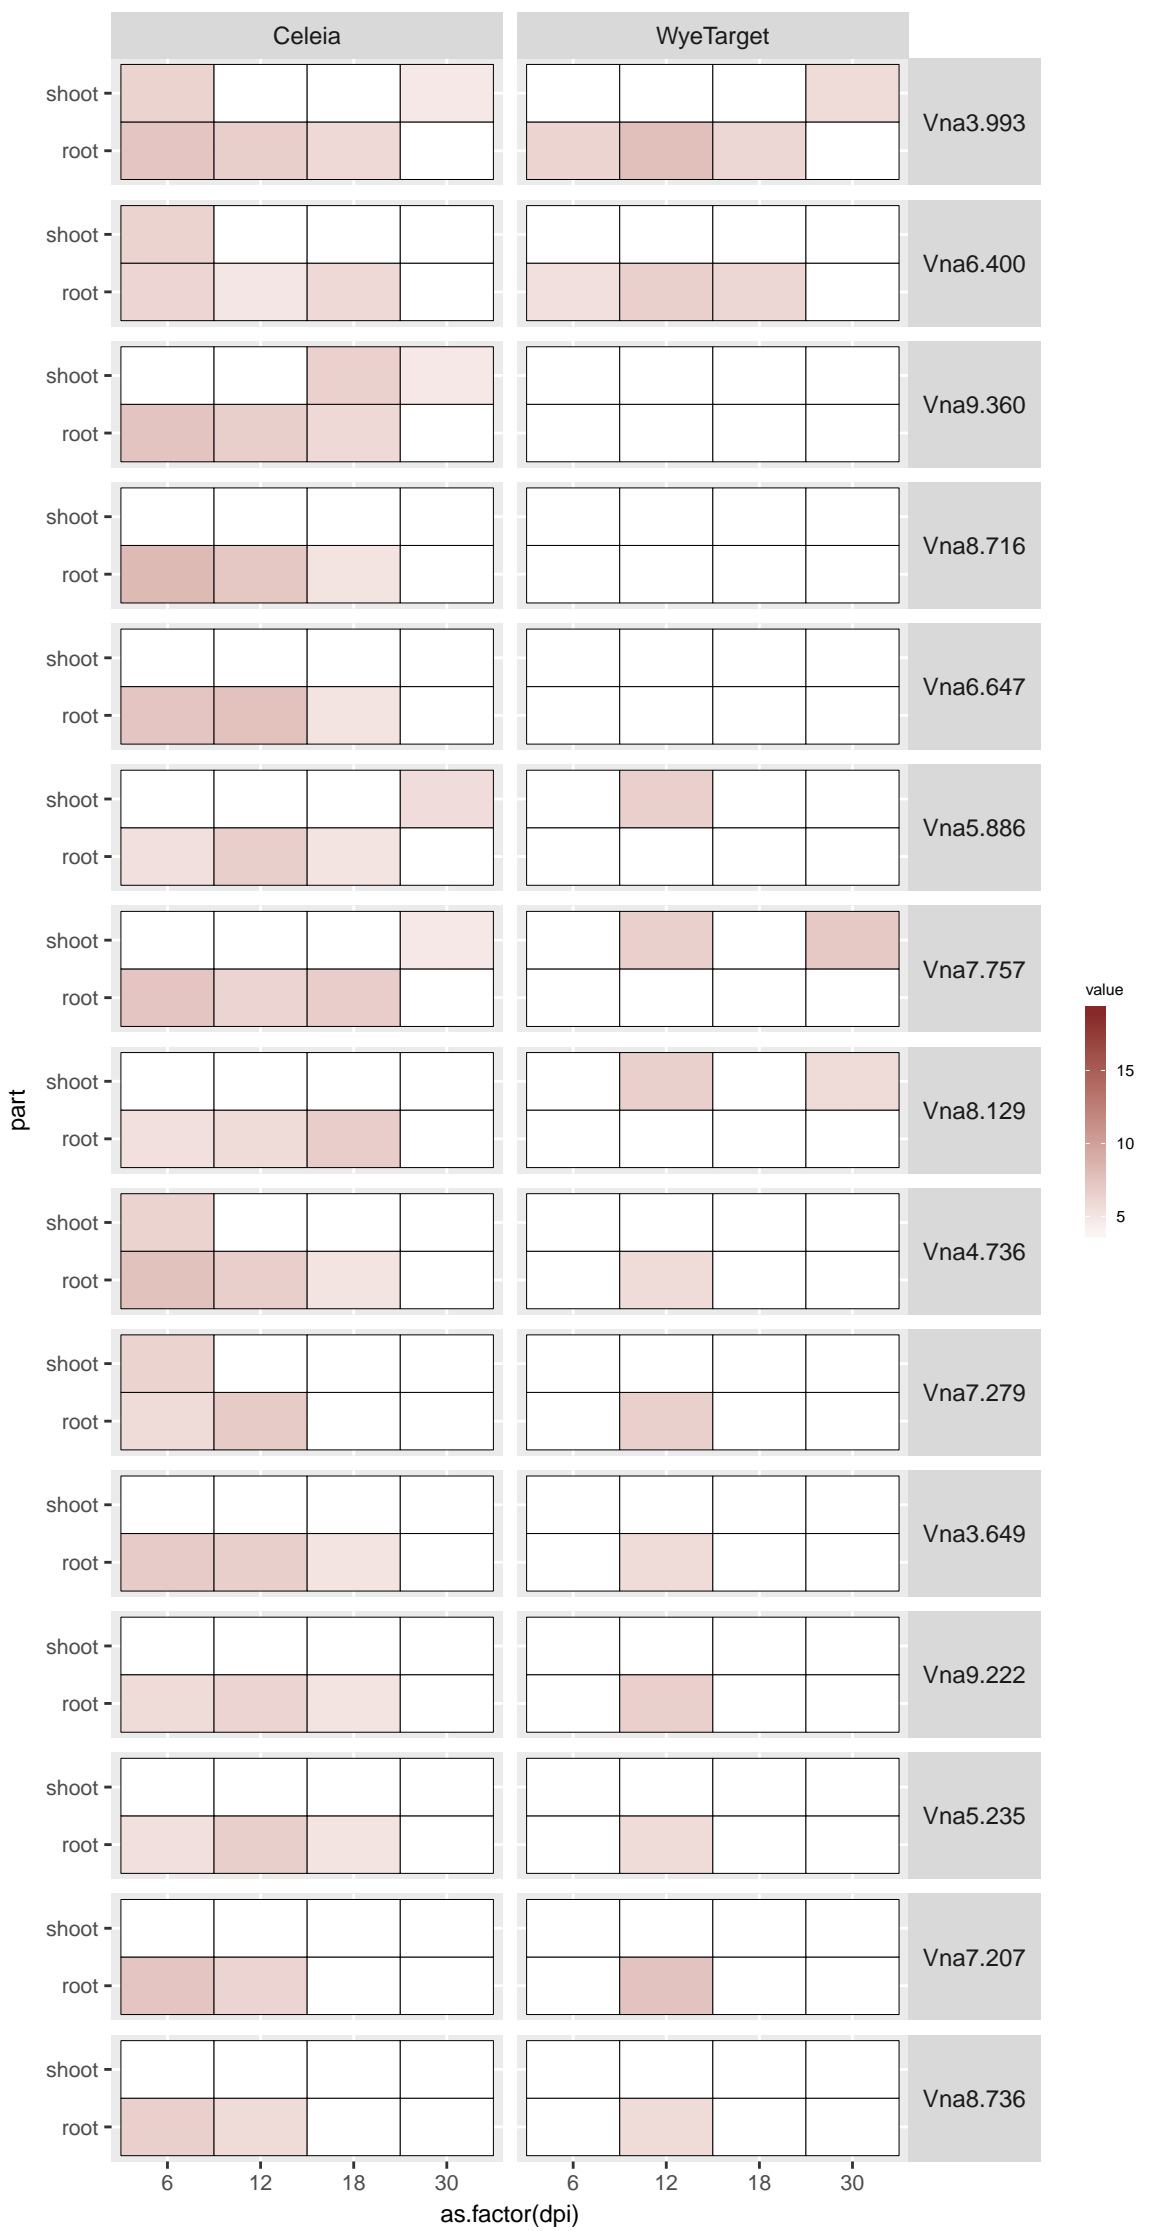 Celeia WyeTarget
shoot
root
Vna3.993
shoot
root
Vna6.400
shoot
root
Vna9.360
shoot
root
Vna8.716
shoot
root
Vna6.647
shoot
root
Vna5.886
shoot
root
Vna7.757
shoot
root
Vna8.129
shoot
root
Vna4.736
shoot
root
Vna7.279
shoot
root
Vna3.649
shoot
root
Vna9.222
shoot
root
Vna5.235
shoot
root
Vna7.207
shoot
root
Vna8.736
6 12 18 30 6 12 18 30
as.factor(dpi)
part
value
15
10
5